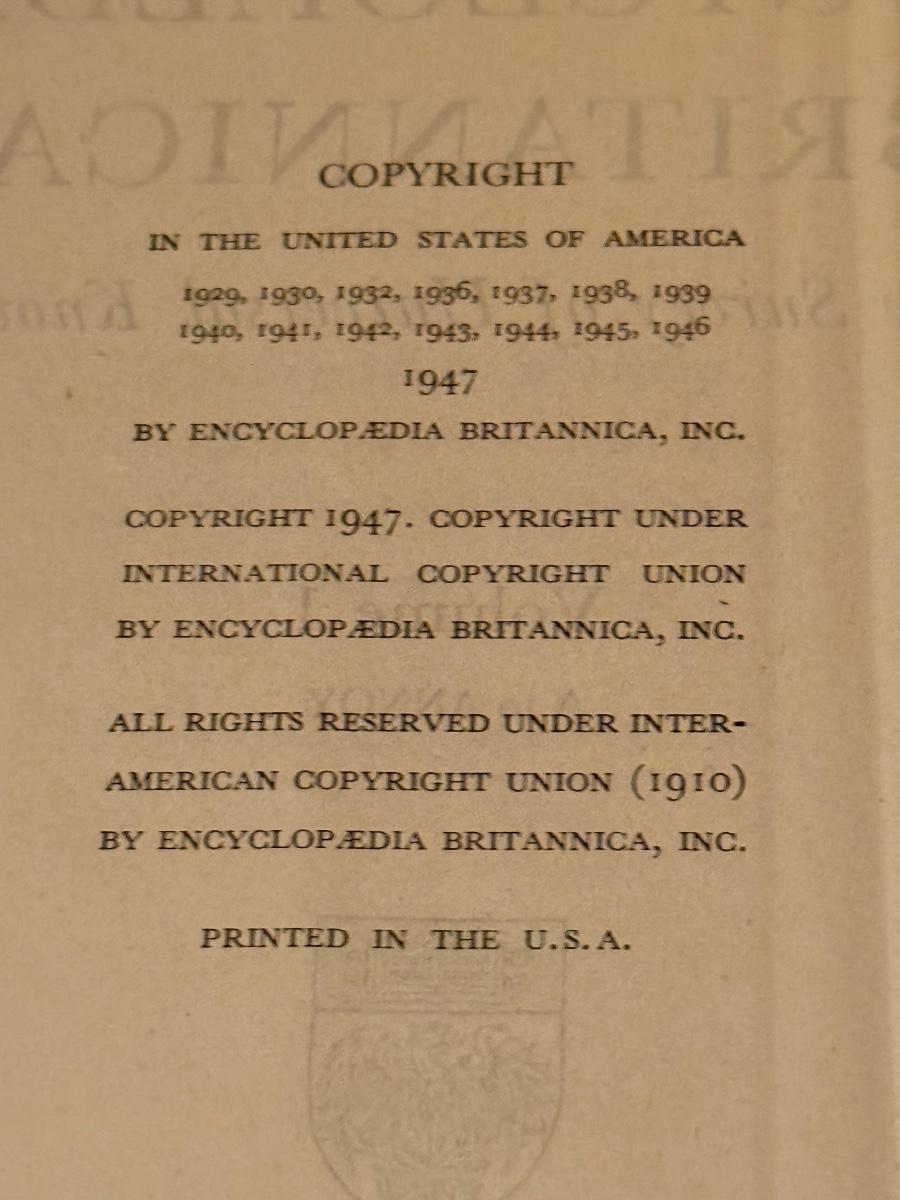 COPYRIGHT
IN THE UNITED STATES OF AMERICA
1929, 1930, 1932, 1936, 1937, 1938, 1939
1940, 1941, 1942, 1943, 1944, 1945, 1946
1947
BY ENCYCLOPÆDIA BRITANNICA, INC.
COPYRIGHT 1947. COPYRIGHT UNDER
INTERNATIONAL COPYRIGHT UNION
BY ENCYCLOPÆDIA BRITANNICA, INC.
ALL RIGHTS RESERVED UNDER INTER-
AMERICAN COPYRIGHT UNION (1910)
BY ENCYCLOPÆDIA BRITANNICA, INC.
PRINTED IN THE U.S.A.